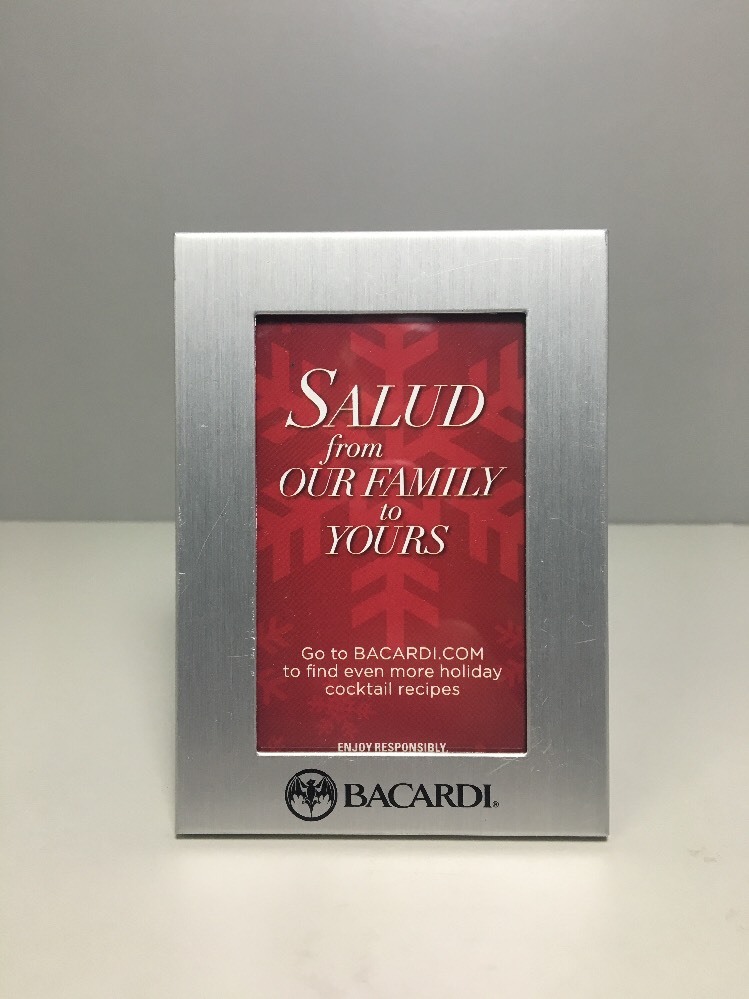 SALUD
from
OUR FAMILY
to
YOURS
Go to BACARDI.COM
to find even more holiday
cocktail recipes
ENJOY RESPONSIBLY.
BACARDI®